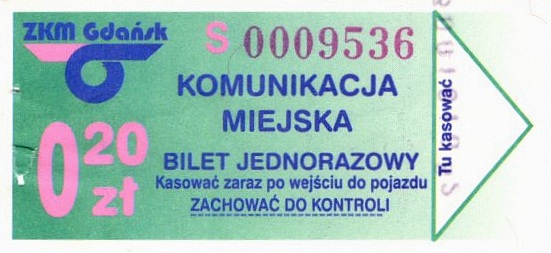 ZKM Gdańsk
S 0009536
KOMUNIKACJA
MIEJSKA
0 20
zł
BILET JEDNORAZOWY
Kasować zaraz po wejściu do pojazdu
ZACHOWAĆ DO KONTROLI
Tu kasować